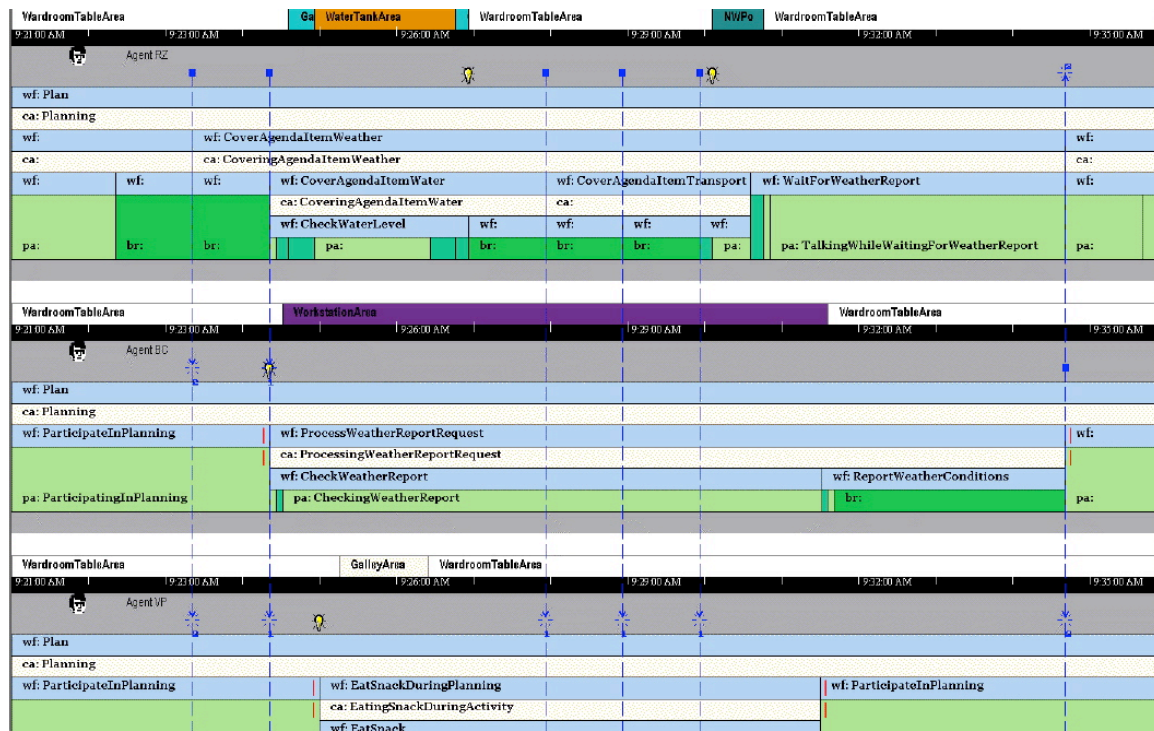 WardroomTableArea Ga WaterTankArea WardroomTableArea NWPo WardroomTableArea
9:21:00 AM 9:23:00 AM 9:26:00 AM 9:29:00 AM 9:32:00 AM 9:35:00 AM
Agent RZ
wf: Plan
ca: Planning
wf: wf: CoverAgendaItemWeather wf:
ca: ca: CoveringAgendaItemWeather ca:
wf: wf: wf: wf: CoverAgendaItemWater wf: CoverAgendaItemTransport wf: WaitForWeatherReport wf:
ca: CoveringAgendaItemWater ca:
wf: CheckWaterLevel wf: wf: wf: wf:
pa: br: br: pa: br: br: br: pa: pa: TalkingWhileWaitingForWeatherReport pa:
WardroomTableArea WorkstationArea WardroomTableArea
9:21:00 AM 9:23:00 AM 9:26:00 AM 9:29:00 AM 9:32:00 AM 9:35:00 AM
Agent BC
wf: Plan
ca: Planning
wf: ParticipateInPlanning wf: ProcessWeatherReportRequest wf:
ca: ProcessingWeatherReportRequest
wf: CheckWeatherReport wf: ReportWeatherConditions
pa: ParticipatingInPlanning pa: CheckingWeatherReport br: pa:
WardroomTableArea GalleyArea WardroomTableArea
9:21:00 AM 9:23:00 AM 9:26:00 AM 9:29:00 AM 9:32:00 AM 9:35:00 AM
Agent VP
wf: Plan
ca: Planning
wf: ParticipateInPlanning wf: EatSnackDuringPlanning wf: ParticipateInPlanning
ca: EatingSnackDuringActivity
wf: EatSnack